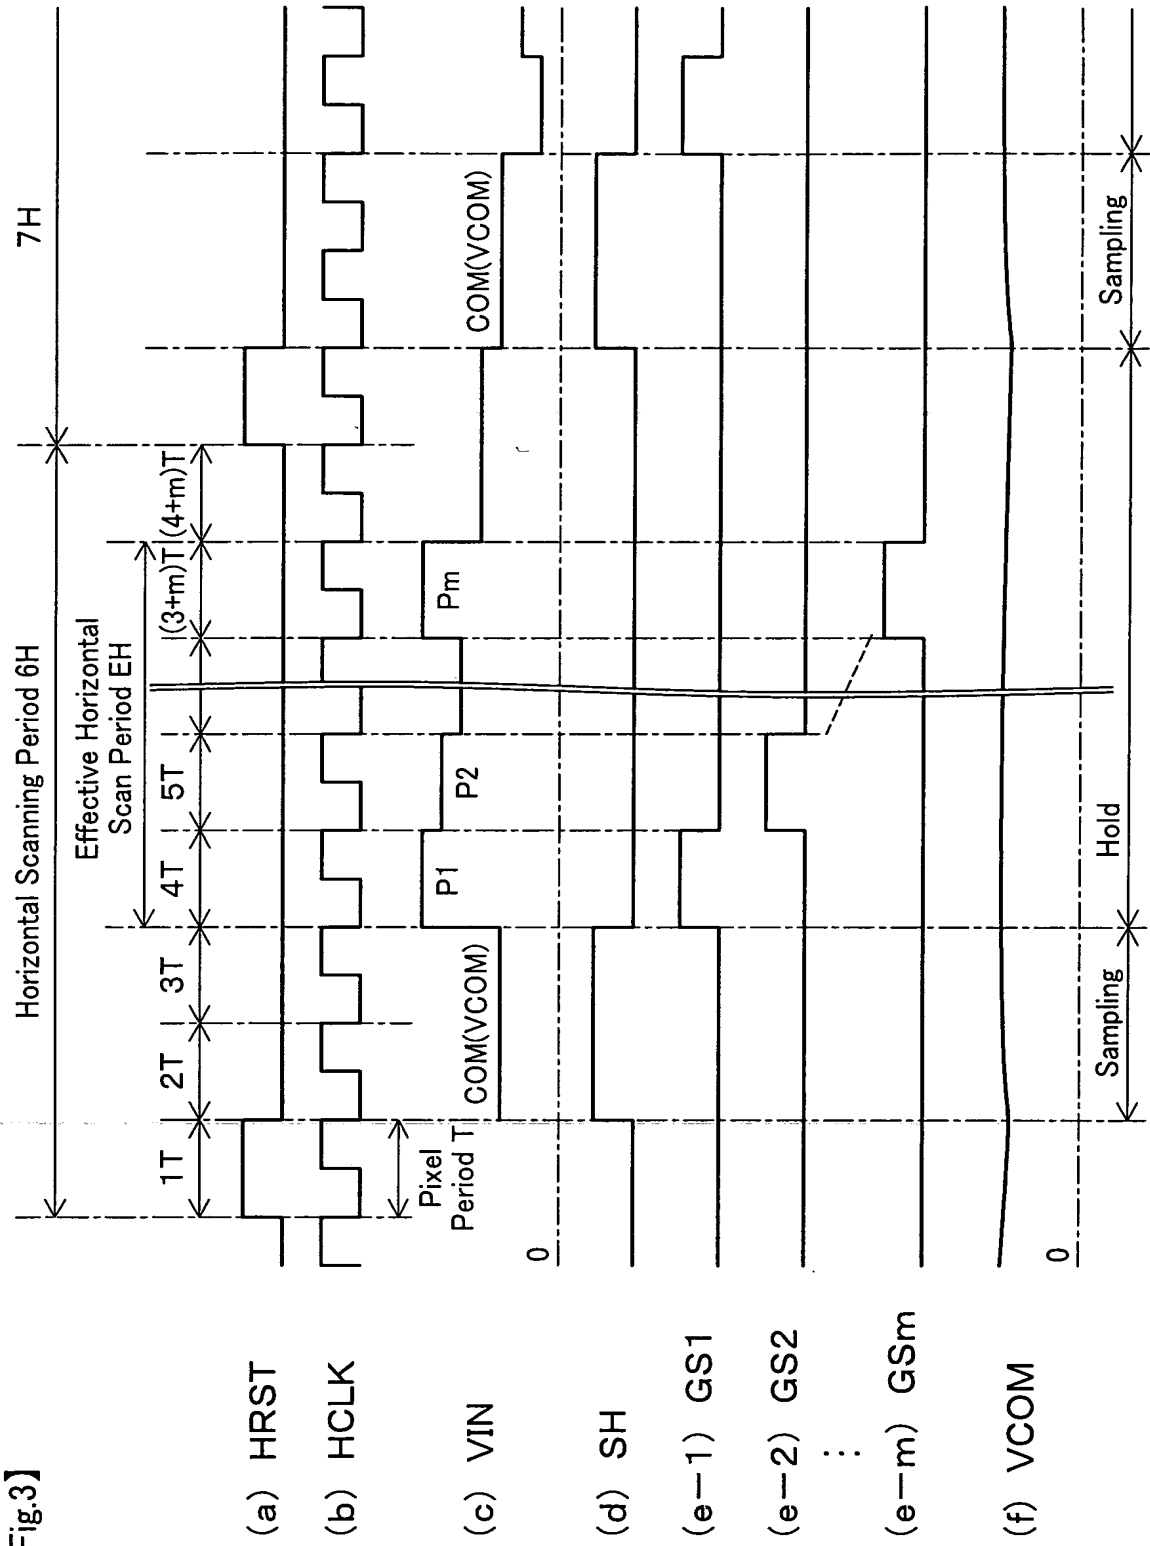 Fig.3】
Horizontal Scanning Period 6H
7H
Effective Horizontal
Scan Period EH
1T
2T
3T
4T
5T
(3+m)T
(4+m)T
(a) HRST
(b) HCLK
Pixel
Period T
(c) VIN
COM(VCOM)
P1
P2
Pm
COM(VCOM)
0
(d) SH
(e−1) GS1
(e−2) GS2
⋮
(e−m) GSm
(f) VCOM
0
Sampling
Hold
Sampling